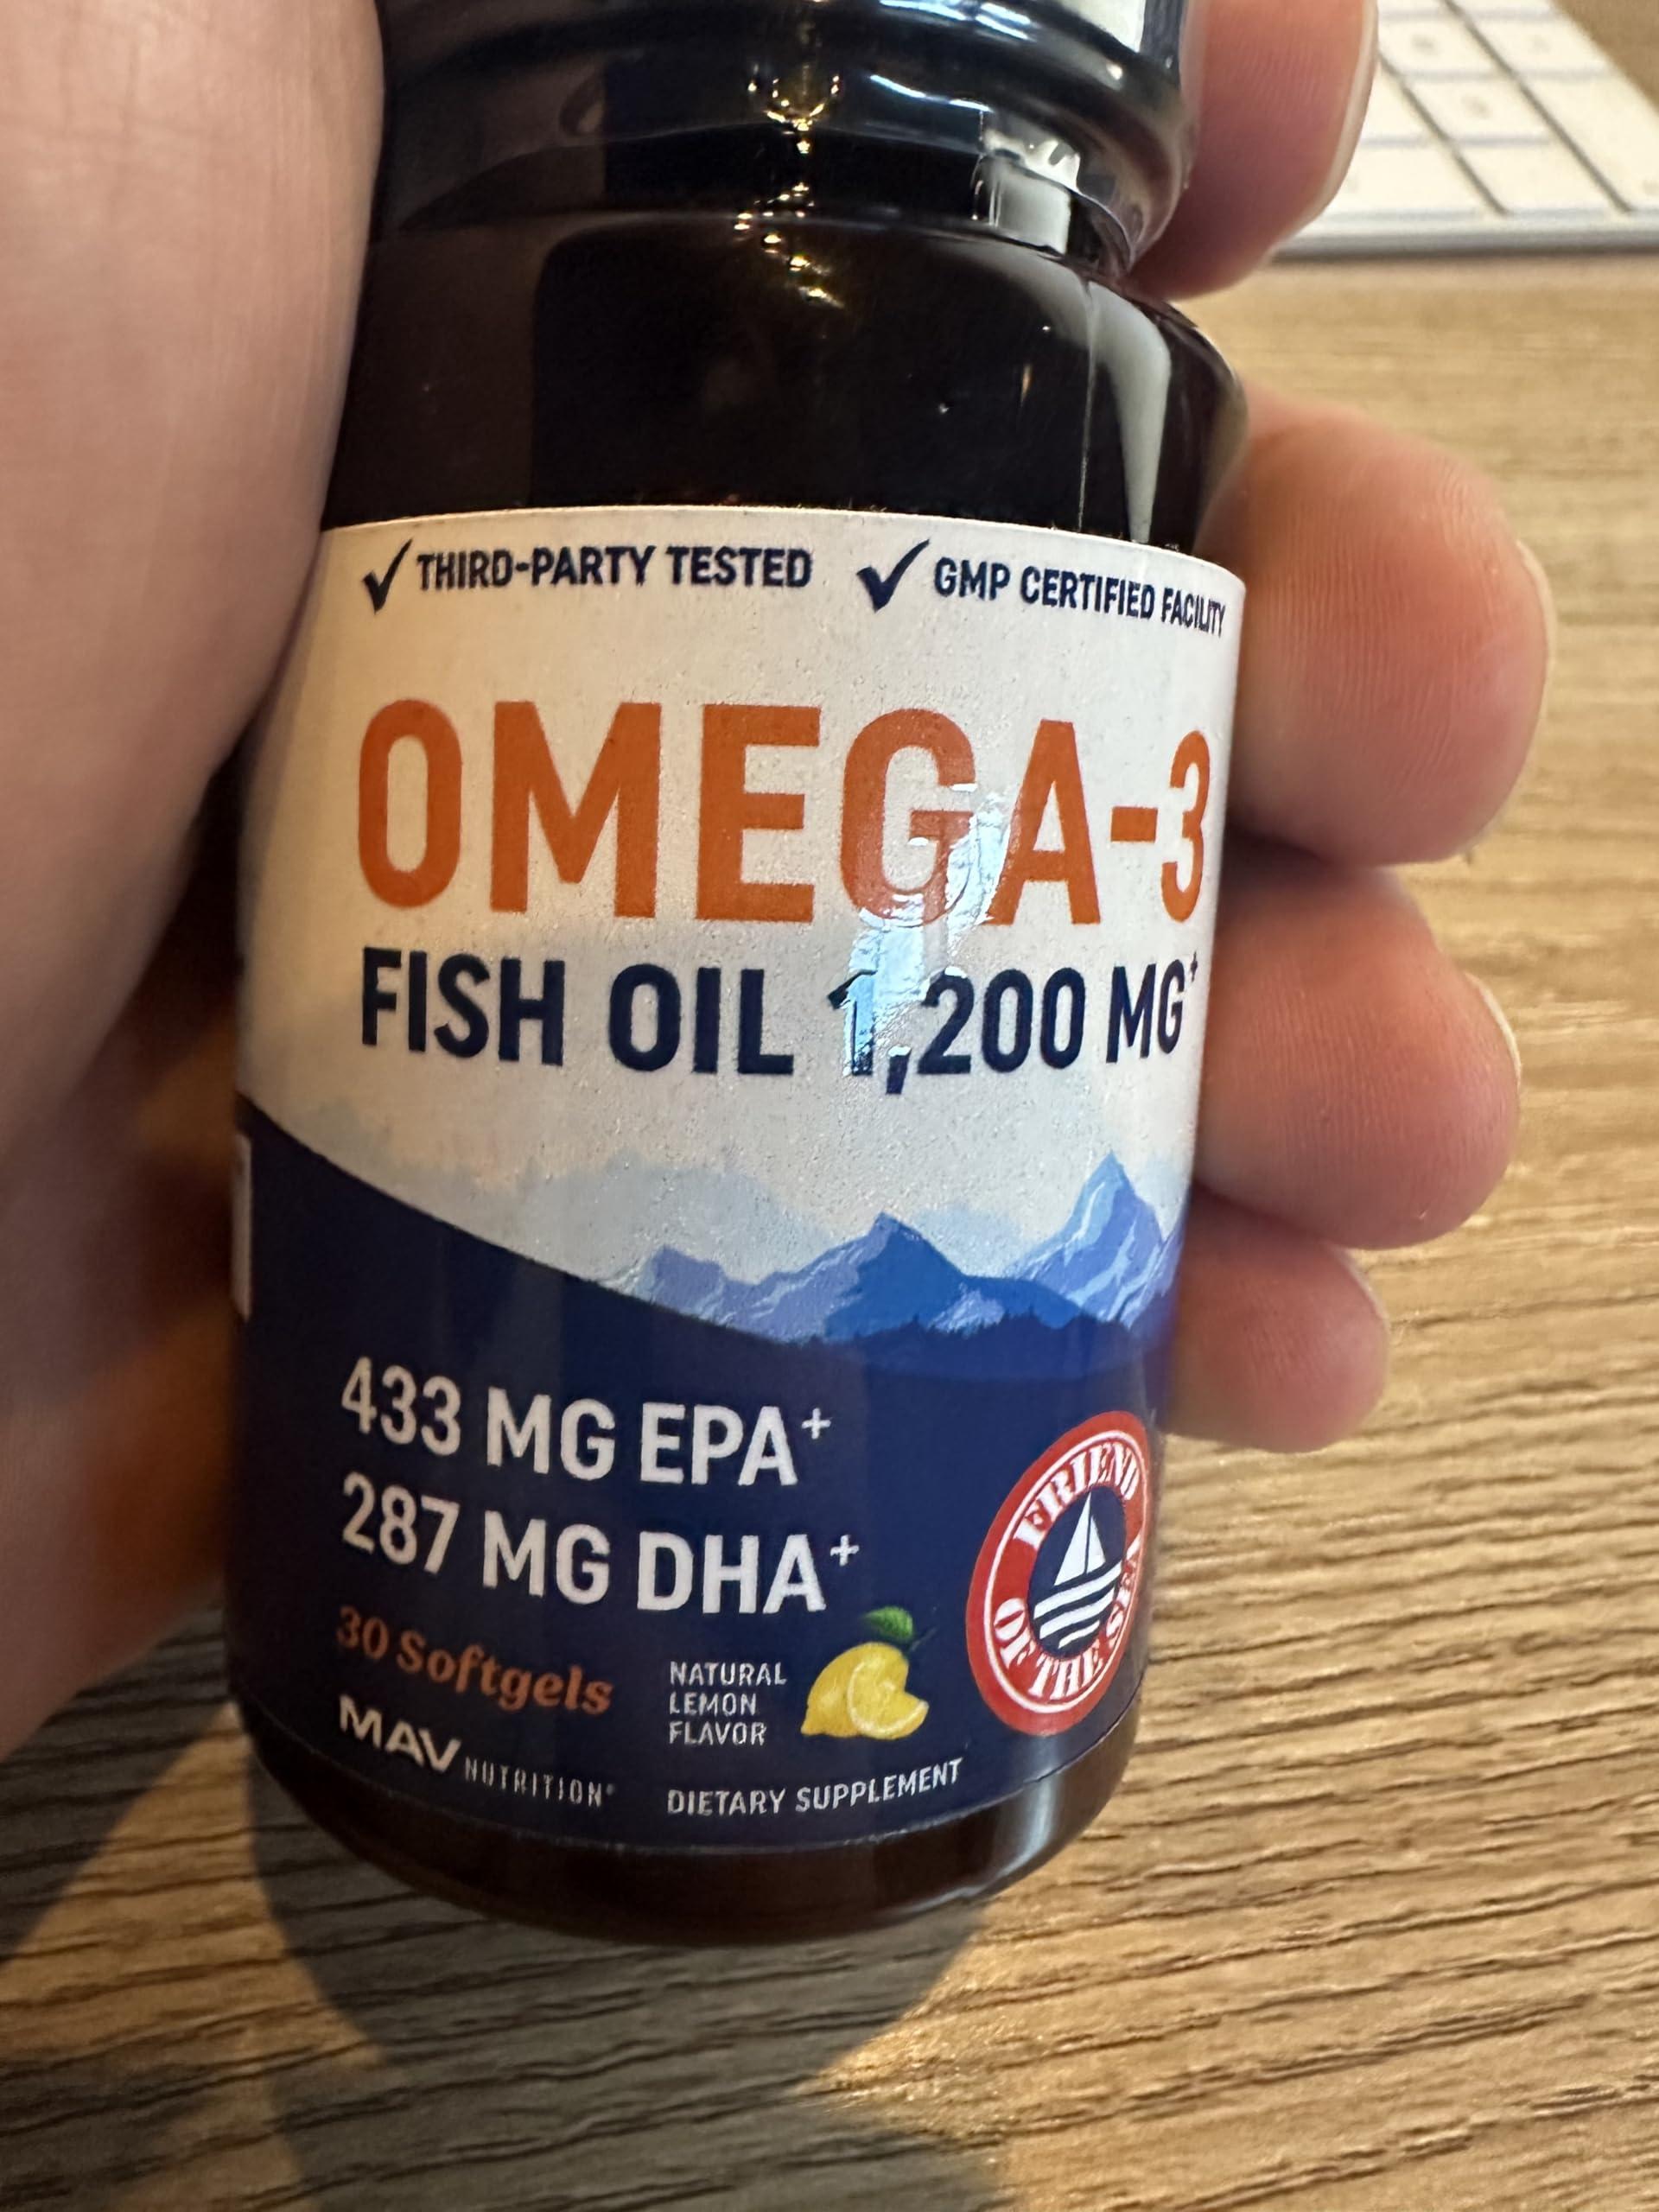 ✓ THIRD-PARTY TESTED ✓ GMP CERTIFIED FACILITY
OMEGA-3
FISH OIL 1,200 MG+
433 MG EPA+
287 MG DHA+
30 Softgels
NATURAL
LEMON
FLAVOR
MAV NUTRITION®
DIETARY SUPPLEMENT
FRIEND
OF THE SEA